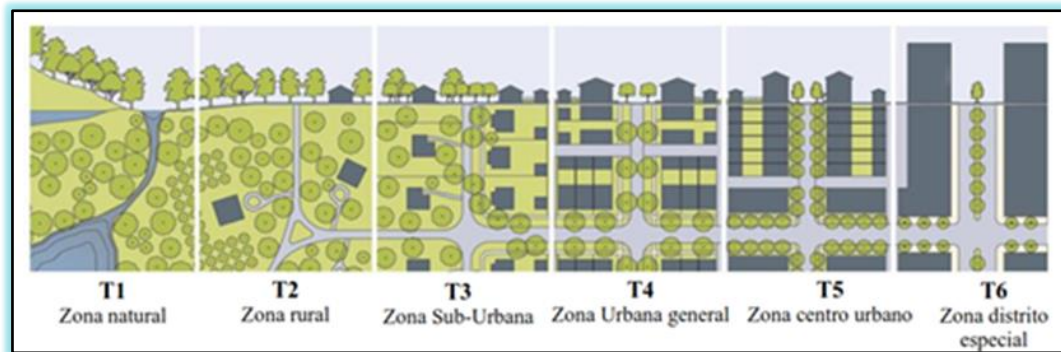 T1
Zona natural
T2
Zona rural
T3
Zona Sub-Urbana
T4
Zona Urbana general
T5
Zona centro urbano
T6
Zona distrito
especial